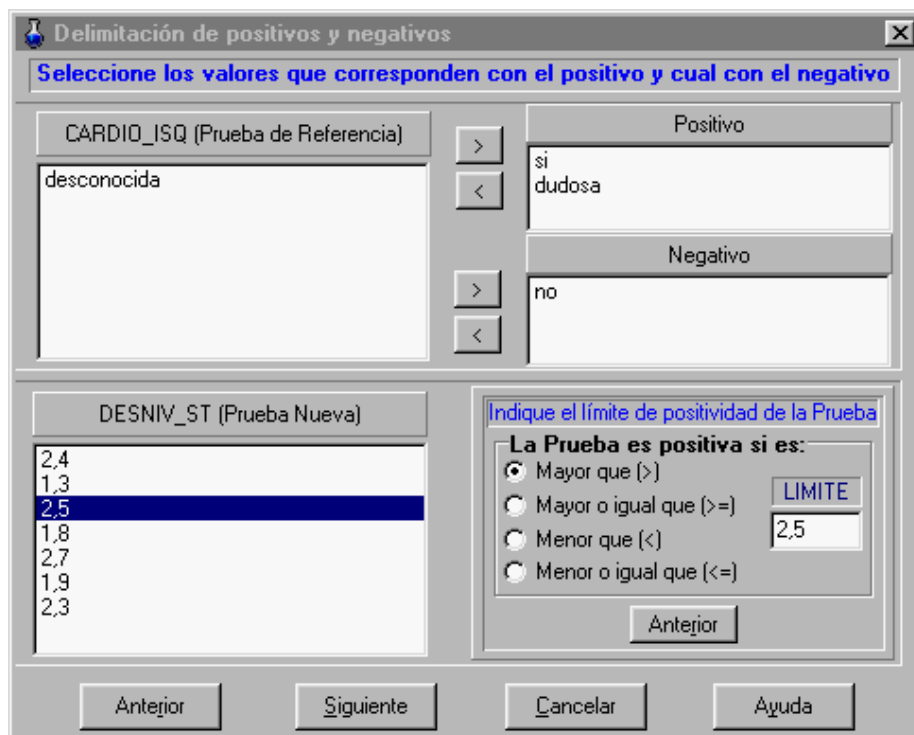 Delimitación de positivos y negativos
Seleccione los valores que corresponden con el positivo y cual con el negativo
CARDIO_ISQ (Prueba de Referencia)
desconocida
>
<
Positivo
si
dudosa
Negativo
>
<
no
DESNIV_ST (Prueba Nueva)
2,4
1,3
2,5
1,8
2,7
1,9
2,3
Indique el límite de positividad de la Prueba
La Prueba es positiva si es:
Mayor que (>)
Mayor o igual que (>=)
Menor que (<)
Menor o igual que (<=)
LIMITE
2,5
Anterior
Anterior
Siguiente
Cancelar
Ayuda